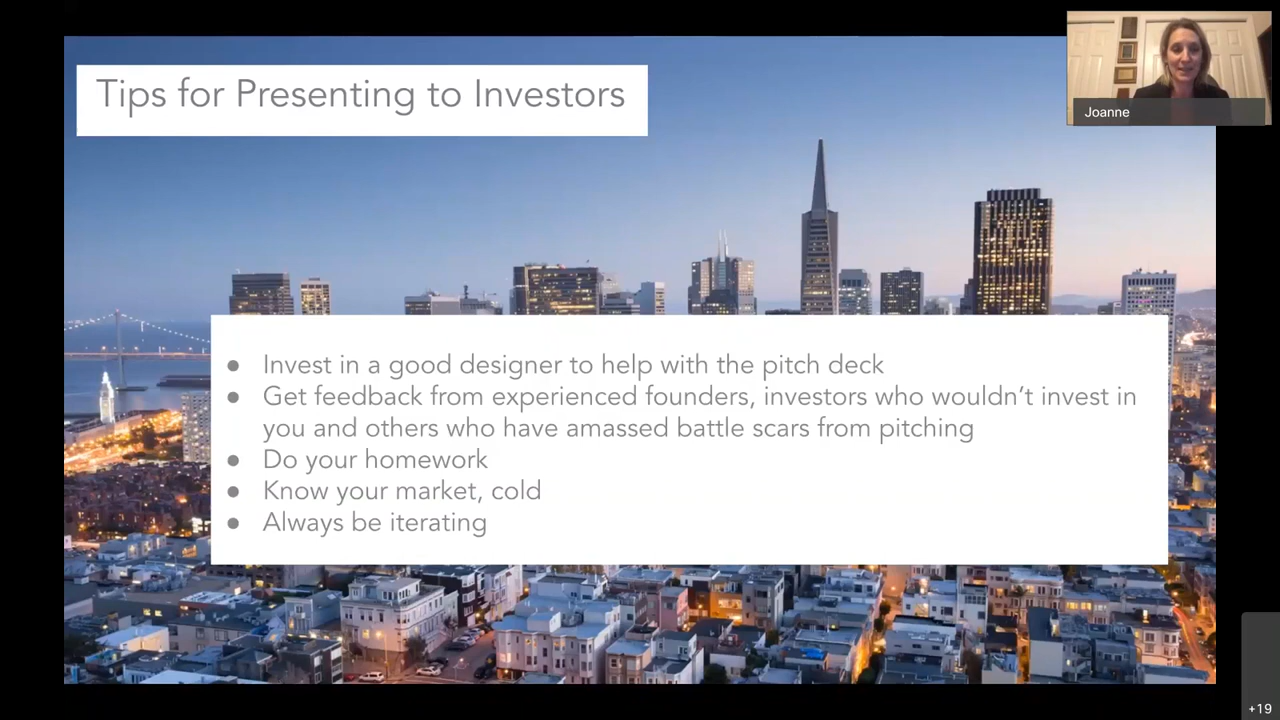 Tips for Presenting to Investors
Joanne
● Invest in a good designer to help with the pitch deck
● Get feedback from experienced founders, investors who wouldn’t invest in
you and others who have amassed battle scars from pitching
● Do your homework
● Know your market, cold
● Always be iterating
+19